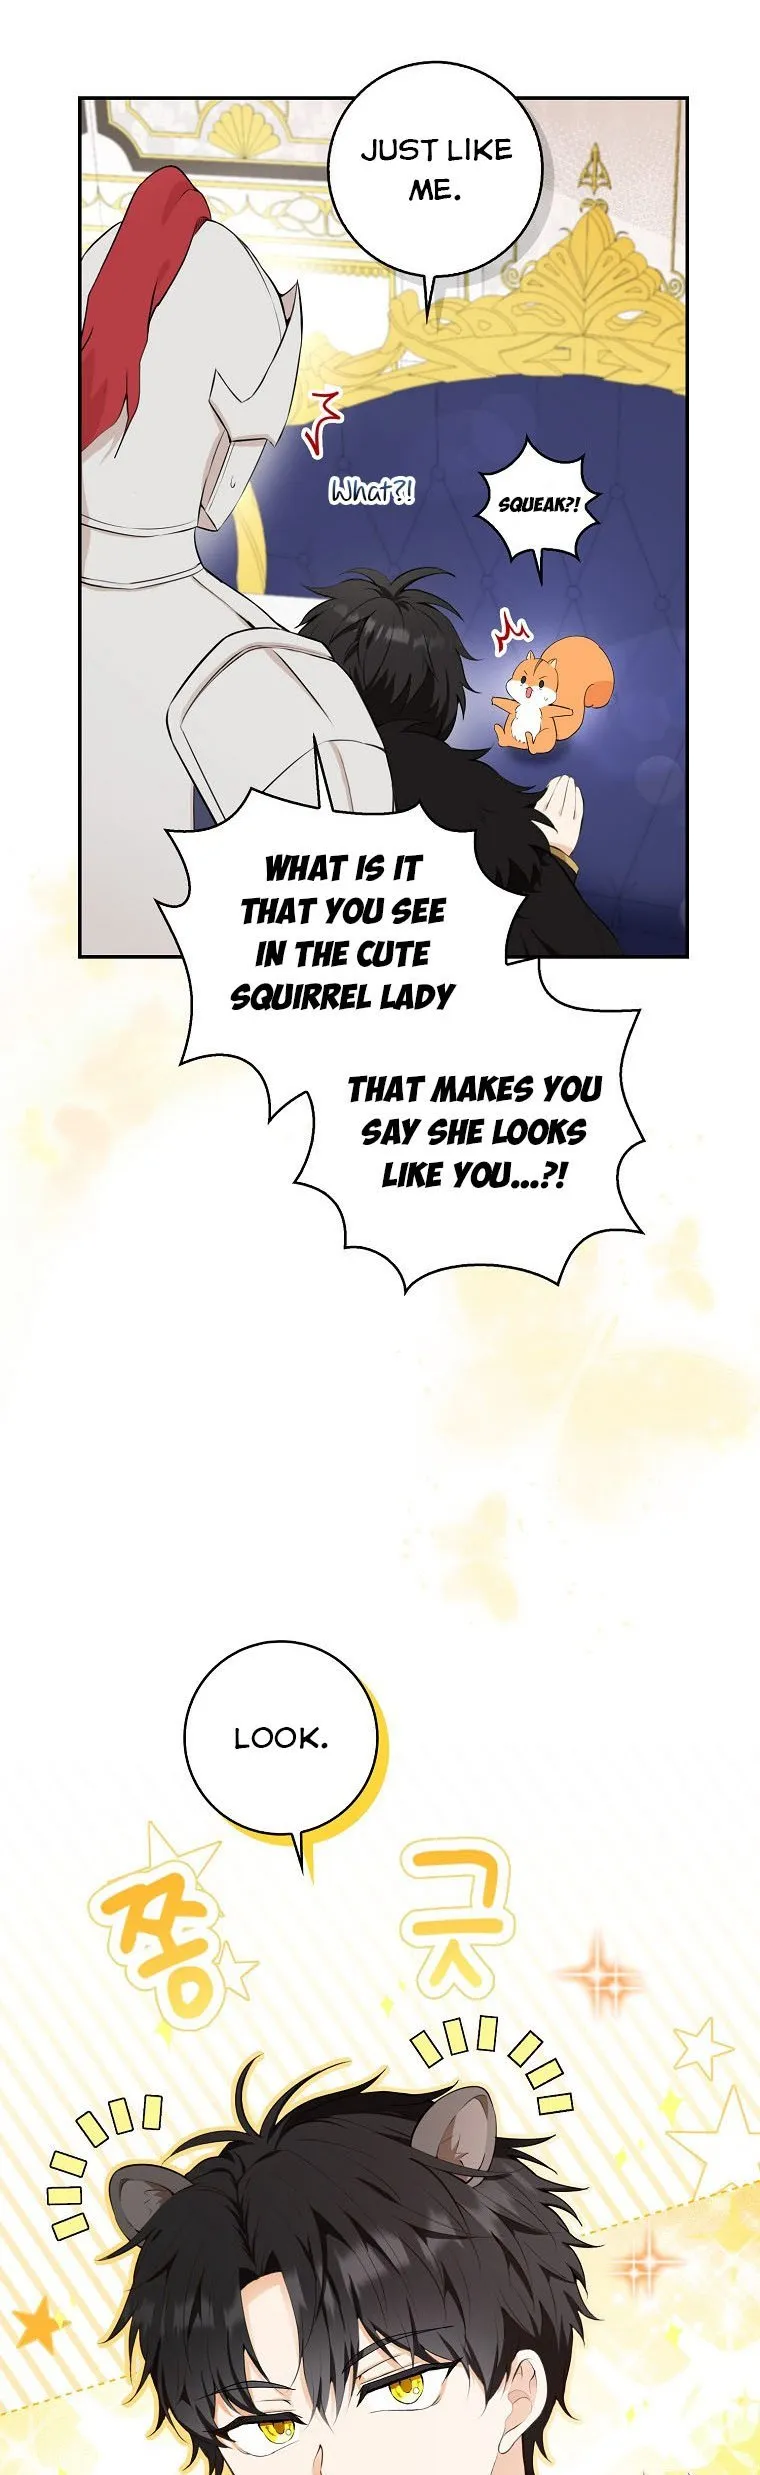 JUST LIKE
ME.
What?!
SQUEAK?!
WHAT IS IT
THAT YOU SEE
IN THE CUTE
SQUIRREL LADY
THAT MAKES YOU
SAY SHE LOOKS
LIKE YOU...?!
LOOK.
쫑 긋